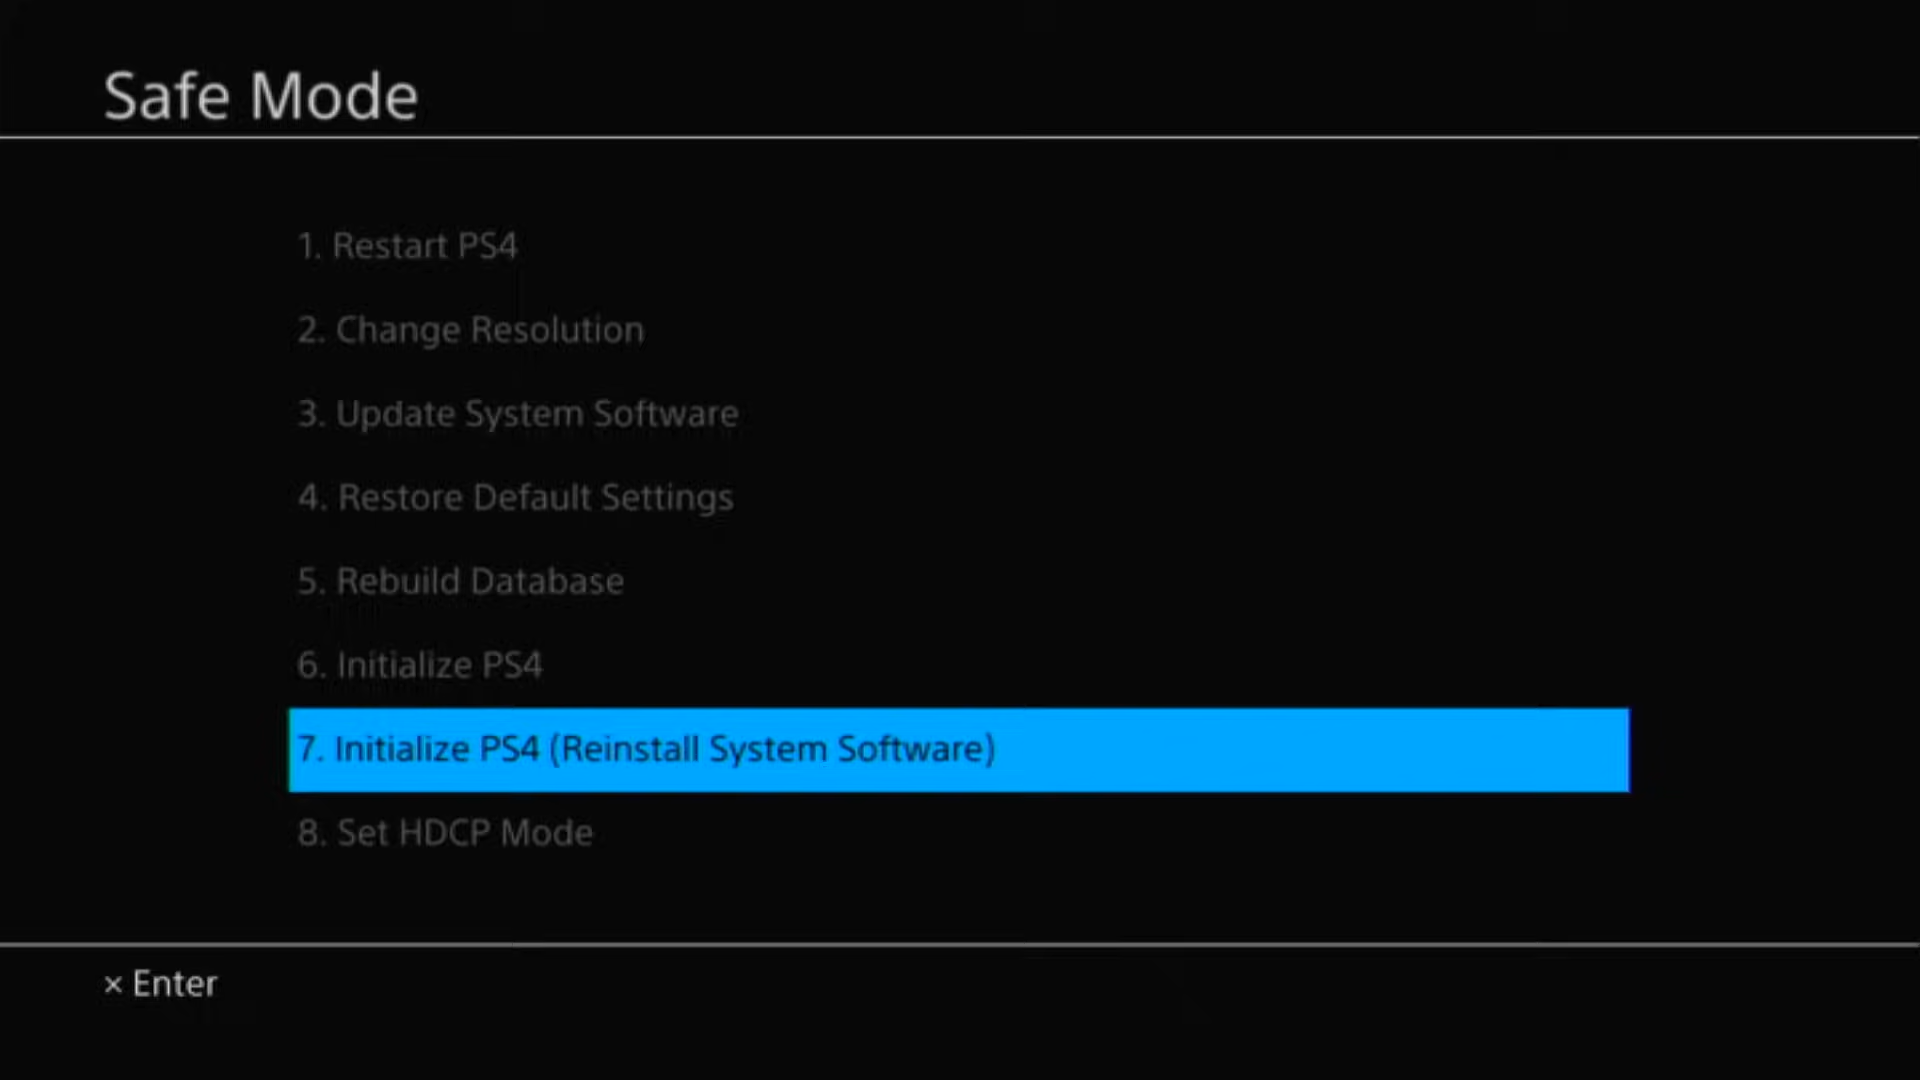 Safe Mode
1. Restart PS4
2. Change Resolution
3. Update System Software
4. Restore Default Settings
5. Rebuild Database
6. Initialize PS4
7. Initialize PS4 (Reinstall System Software)
8. Set HDCP Mode
× Enter